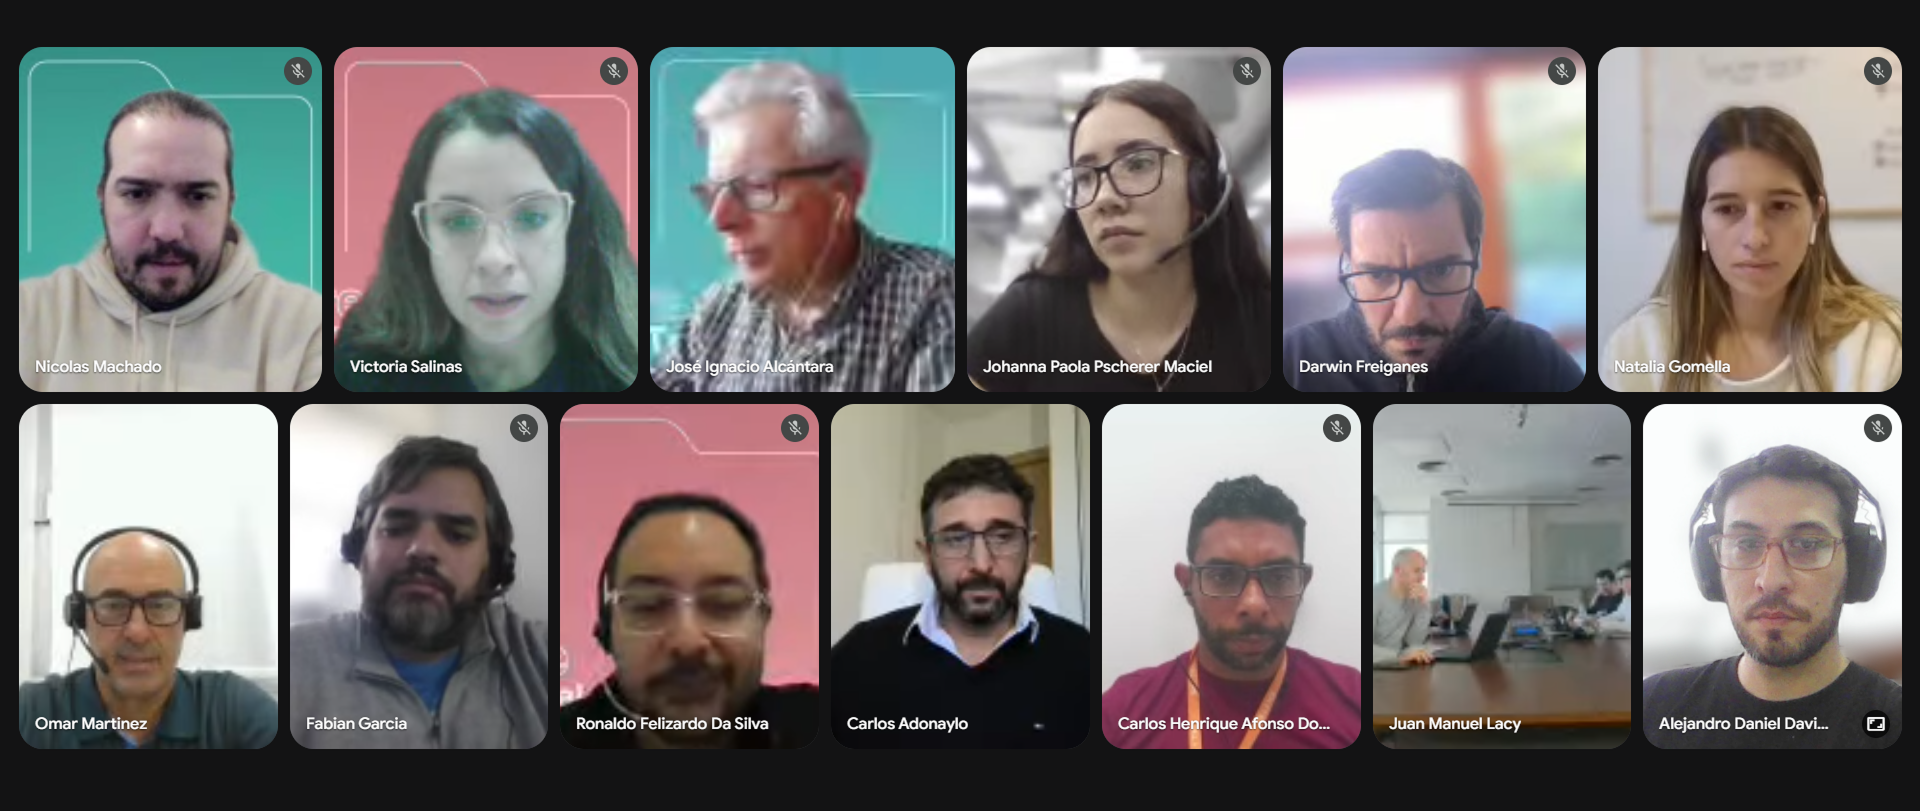 Nicolas Machado
Victoria Salinas
José Ignacio Alcántara
Johanna Paola Pscherer Maciel
Darwin Freiganes
Natalia Gomella
Omar Martinez
Fabian Garcia
Ronaldo Felizardo Da Silva
Carlos Adonaylo
Carlos Henrique Afonso Do...
Juan Manuel Lacy
Alejandro Daniel Davi...